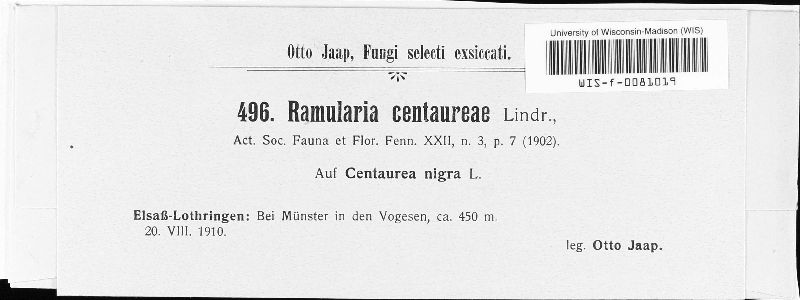 University of Wisconsin-Madison (WIS)
WIS-f-0081019
Otto Jaap, Fungi selecti exsiccati.
496. Ramularia centaureae Lindr.,
Act. Soc. Fauna et Flor. Fenn. XXII, n. 3, p. 7 (1902).
Auf Centaurea nigra L.
Elsaß-Lothringen: Bei Münster in den Vogesen, ca. 450 m.
20. VIII. 1910.
leg. Otto Jaap.